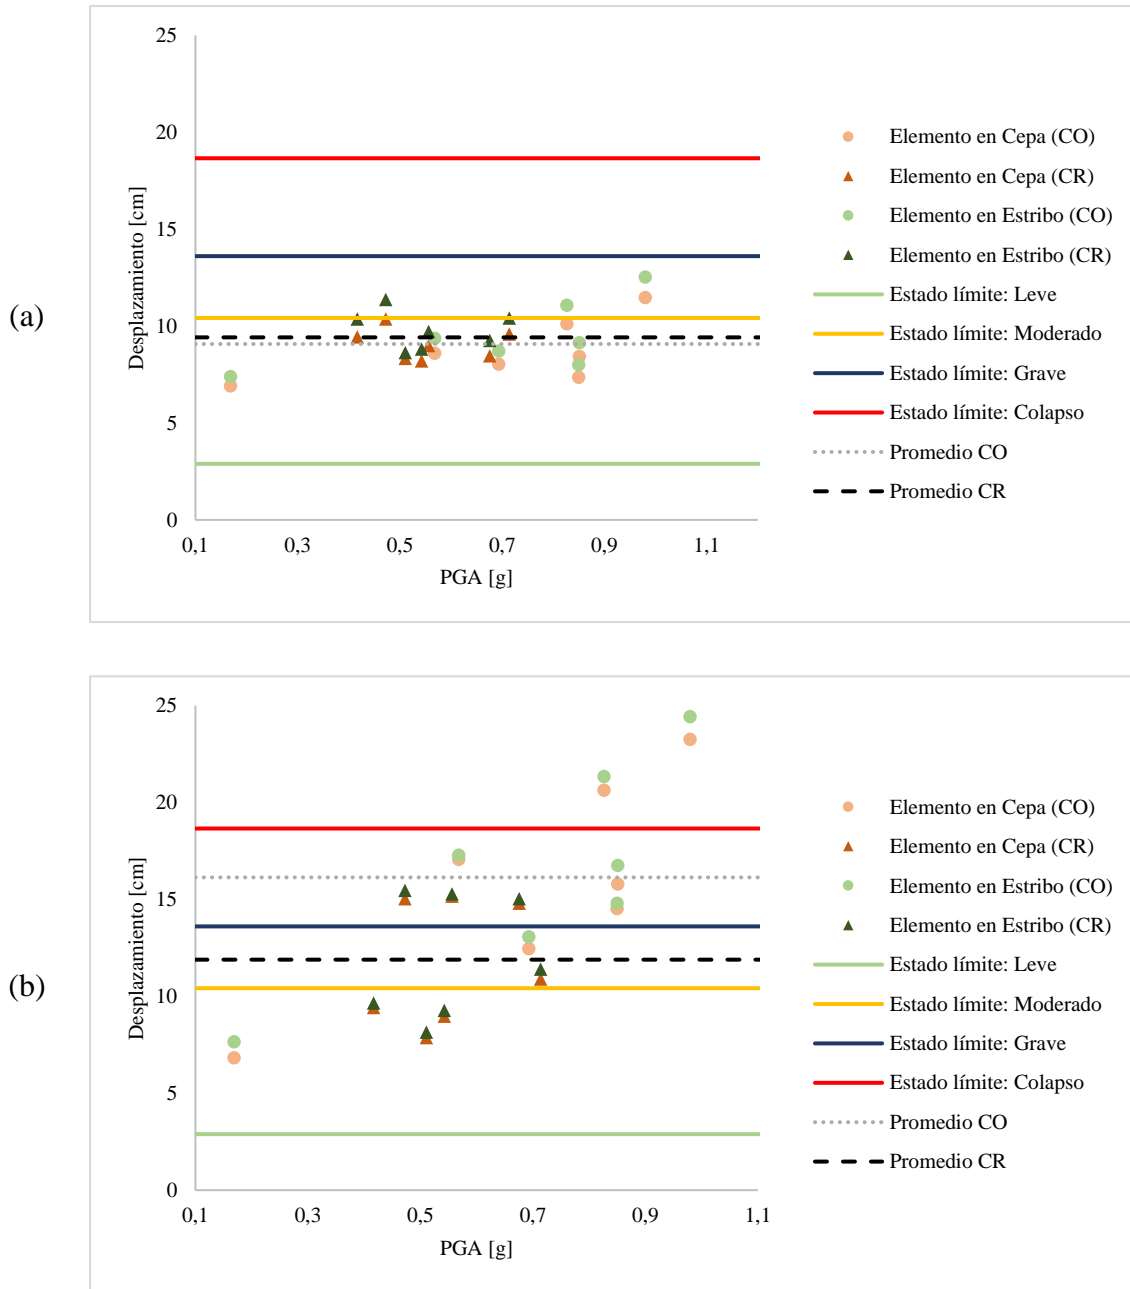 (a)
25
20
15
10
5
0
Desplazamiento [cm]
0,1 0,3 0,5 0,7 0,9 1,1
PGA [g]
Elemento en Cepa (CO)
Elemento en Cepa (CR)
Elemento en Estribo (CO)
Elemento en Estribo (CR)
Estado límite: Leve
Estado límite: Moderado
Estado límite: Grave
Estado límite: Colapso
Promedio CO
Promedio CR
(b)
25
20
15
10
5
0
Desplazamiento [cm]
0,1 0,3 0,5 0,7 0,9 1,1
PGA [g]
Elemento en Cepa (CO)
Elemento en Cepa (CR)
Elemento en Estribo (CO)
Elemento en Estribo (CR)
Estado límite: Leve
Estado límite: Moderado
Estado límite: Grave
Estado límite: Colapso
Promedio CO
Promedio CR